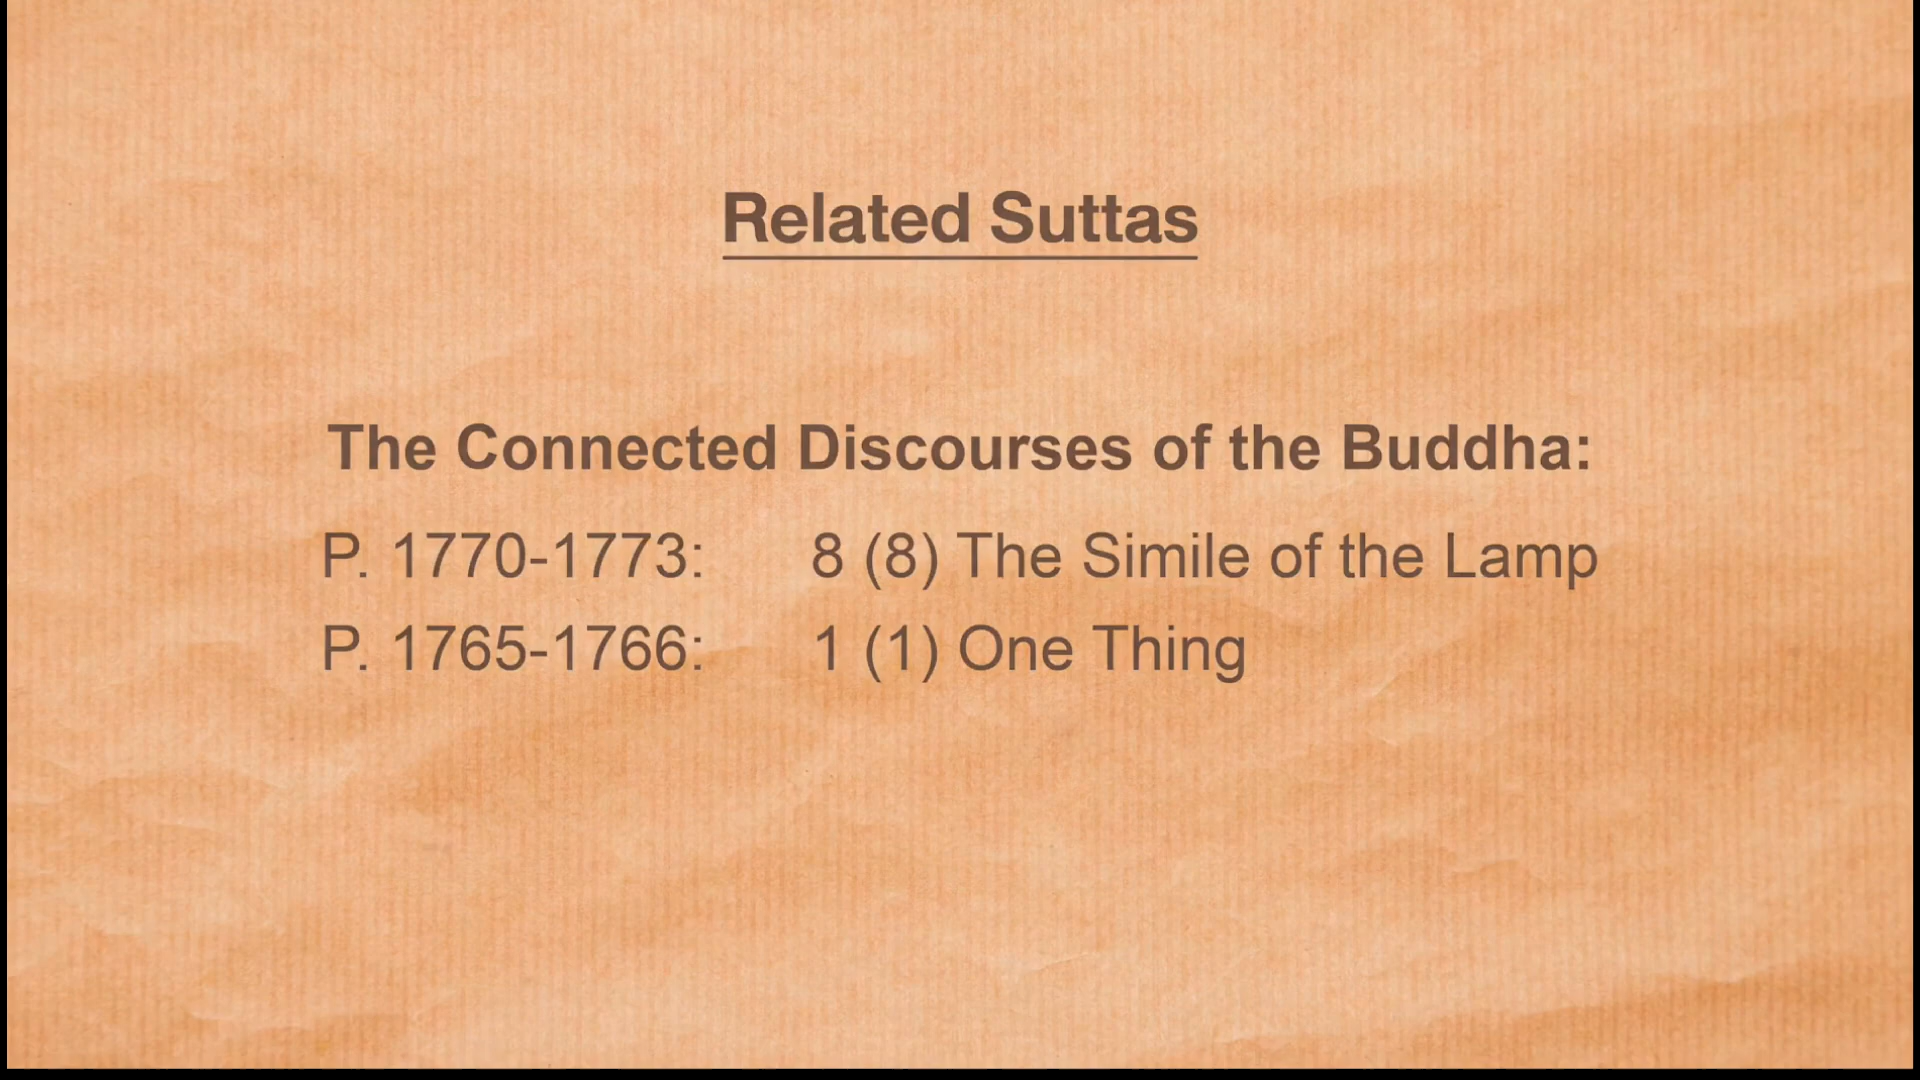 Related Suttas
The Connected Discourses of the Buddha:
P. 1770-1773: 8 (8) The Simile of the Lamp
P. 1765-1766: 1 (1) One Thing